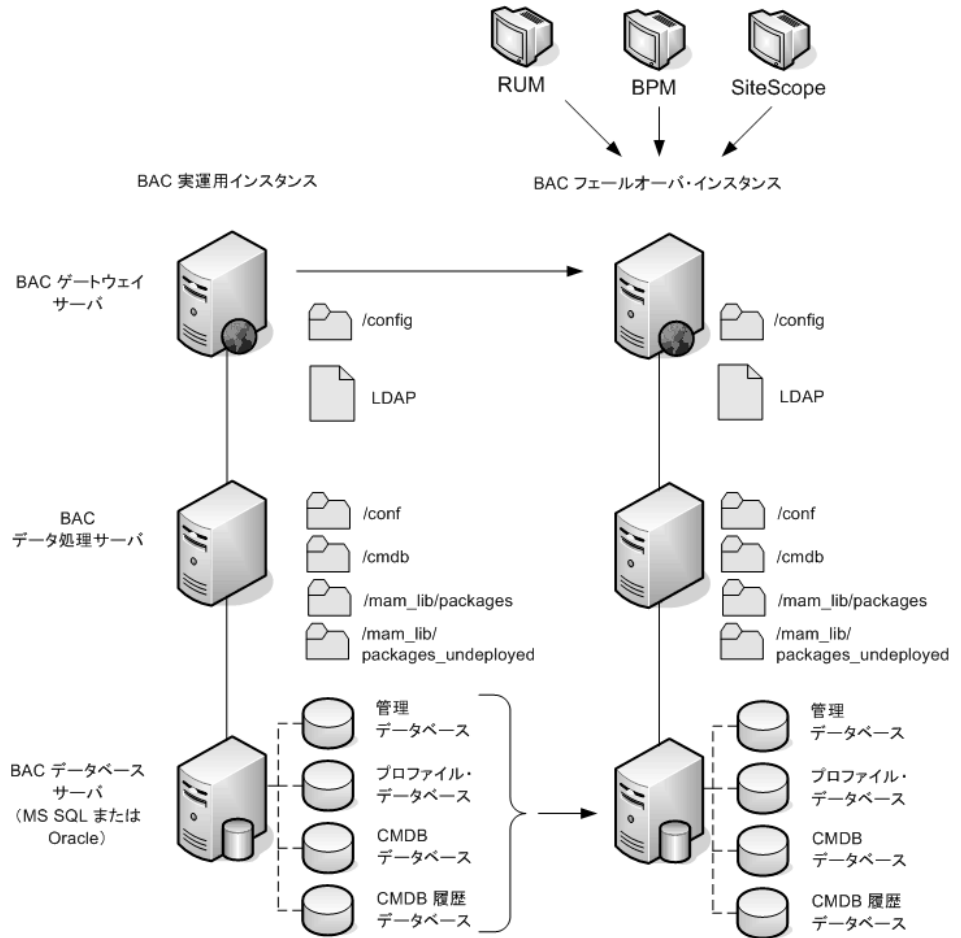 RUM
BPM
SiteScope
BAC 実運用インスタンス
BAC フェールオーバ・インスタンス
BAC ゲートウェイ
サーバ
/config
LDAP
/config
LDAP
BAC
データ処理サーバ
/conf
/cmdb
/mam_lib/packages
/mam_lib/
packages_undeployed
/conf
/cmdb
/mam_lib/packages
/mam_lib/
packages_undeployed
BAC データベース
サーバ
（MS SQL または
Oracle）
管理
データベース
プロファイル・
データベース
CMDB
データベース
CMDB 履歴
データベース
管理
データベース
プロファイル・
データベース
CMDB
データベース
CMDB 履歴
データベース